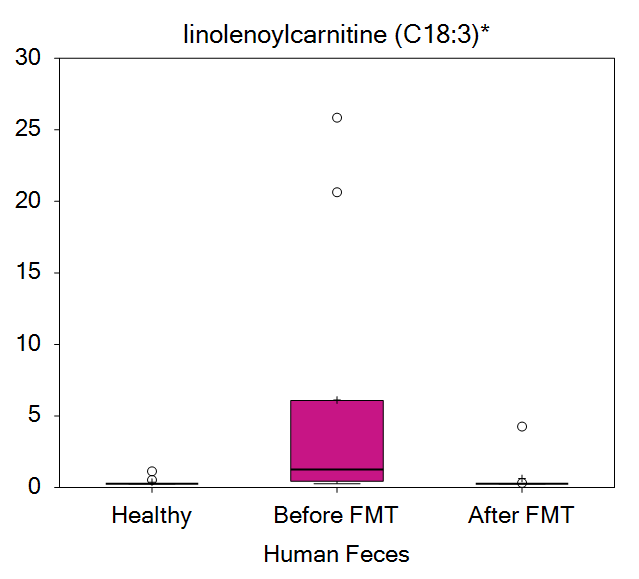 linolenoylcarnitine (C18:3)*
30
25
20
15
10
5
0
Healthy Before FMT After FMT
Human Feces